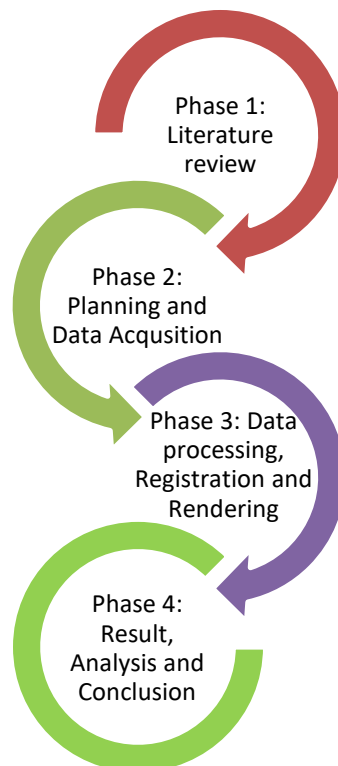 Phase 1:
Literature
review
Phase 2:
Planning and
Data Acqusition
Phase 3: Data
processing,
Registration and
Rendering
Phase 4:
Result,
Analysis and
Conclusion